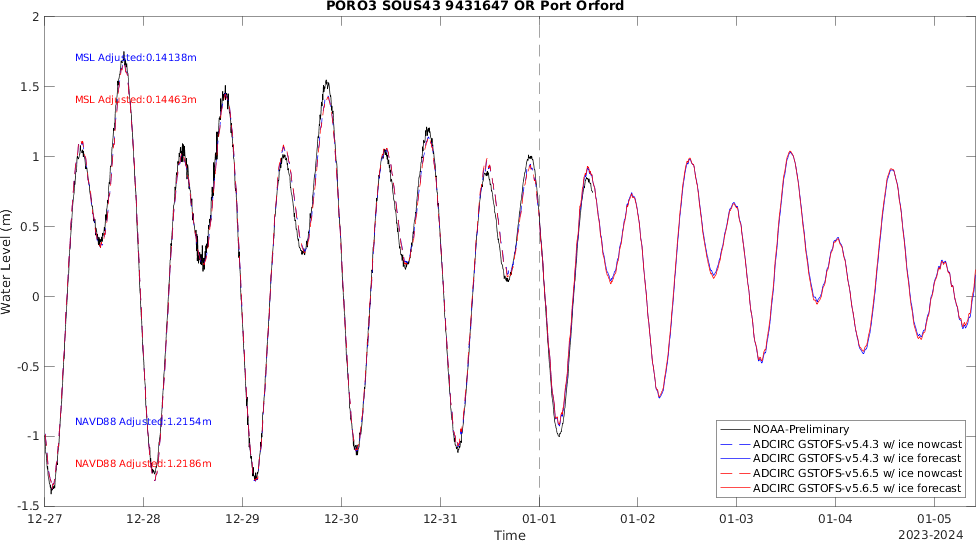 PORO3 SOUS43 9431647 OR Port Orford
2
1.5
1
0.5
0
-0.5
-1
-1.5
Water Level (m)
MSL Adjusted:0.14138m
MSL Adjusted:0.14463m
NAVD88 Adjusted:1.2154m
NAVD88 Adjusted:1.2186m
NOAA-Preliminary
ADCIRC GSTOFS-v5.4.3 w/ ice nowcast
ADCIRC GSTOFS-v5.4.3 w/ ice forecast
ADCIRC GSTOFS-v5.6.5 w/ ice nowcast
ADCIRC GSTOFS-v5.6.5 w/ ice forecast
12-27 12-28 12-29 12-30 12-31 01-01 01-02 01-03 01-04 01-05
Time
2023-2024